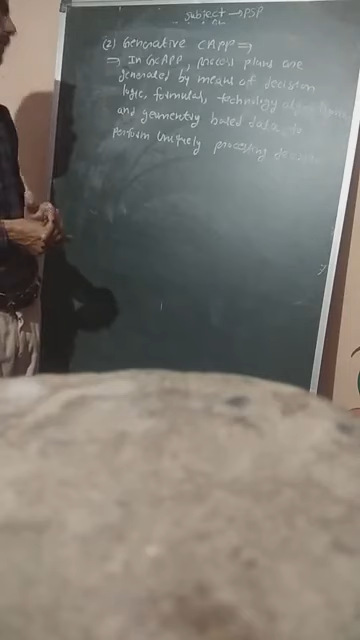 subject → PSP
(2) Generative CAPP ⇒
⇒ In GCAPP, process plans are
generated by means of decision
logic, formulas, technology
and geomentry based data to
perform uniquely processing